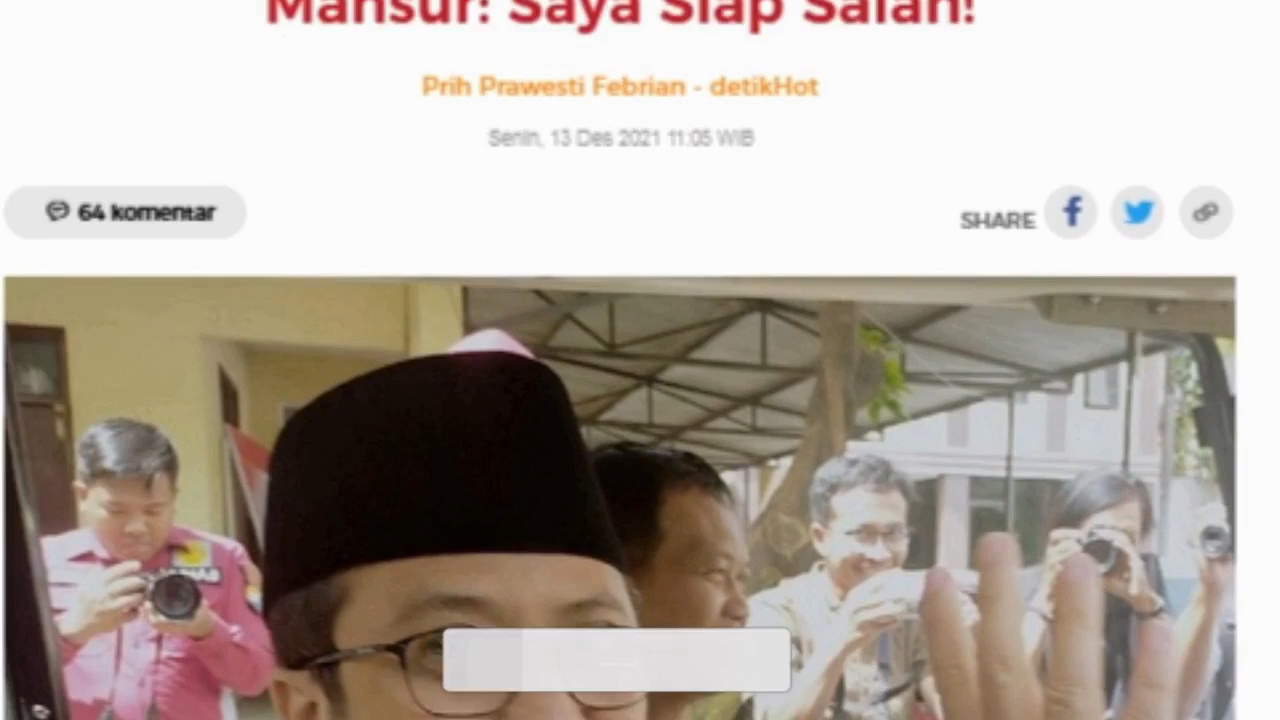 Mansur: Saya Siap Salah!
Prih Prawesti Febrian - detikHot
Senin, 13 Des 2021 11:05 WIB
64 komentar
SHARE